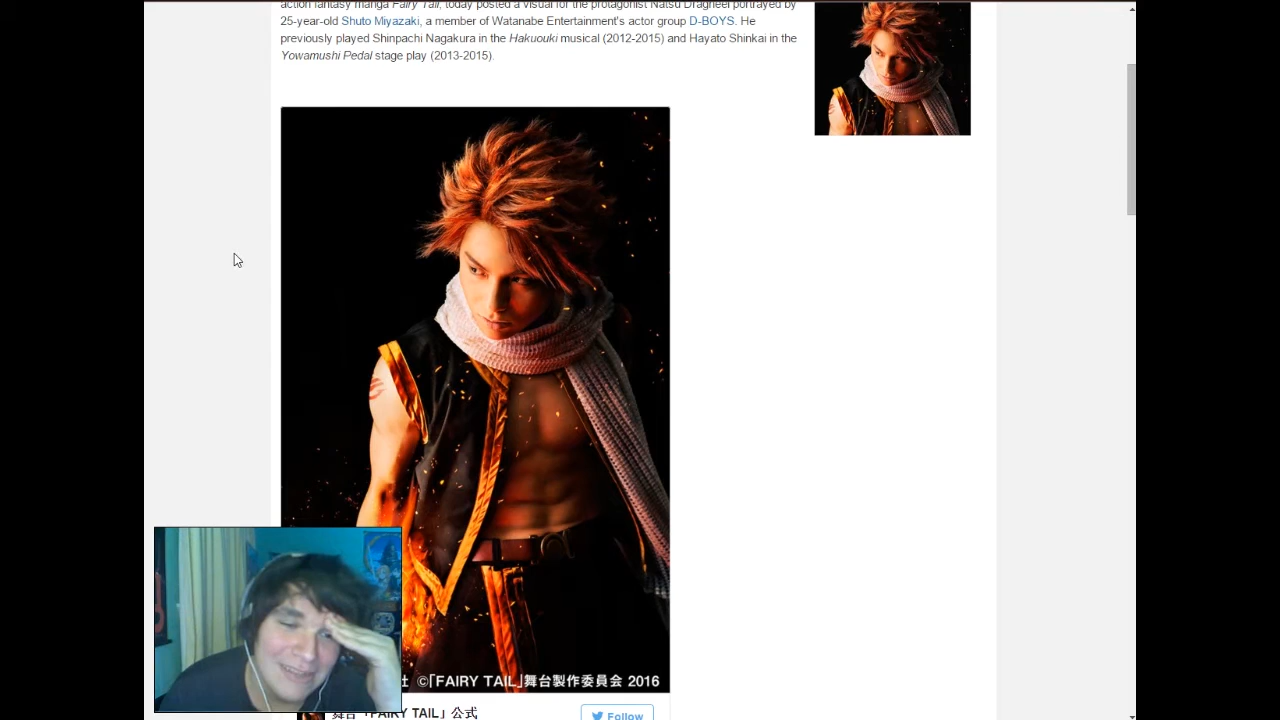 action fantasy manga Fairy Tail, today posted a visual for the protagonist Natsu Dragneel portrayed by
25-year-old Shuto Miyazaki, a member of Watanabe Entertainment's actor group D-BOYS. He
previously played Shinpachi Nagakura in the Hakuouki musical (2012-2015) and Hayato Shinkai in the
Yowamushi Pedal stage play (2013-2015).
社 ©「FAIRY TAIL」舞台製作委員会 2016
舞台「FAIRY TAIL」公式
Follow